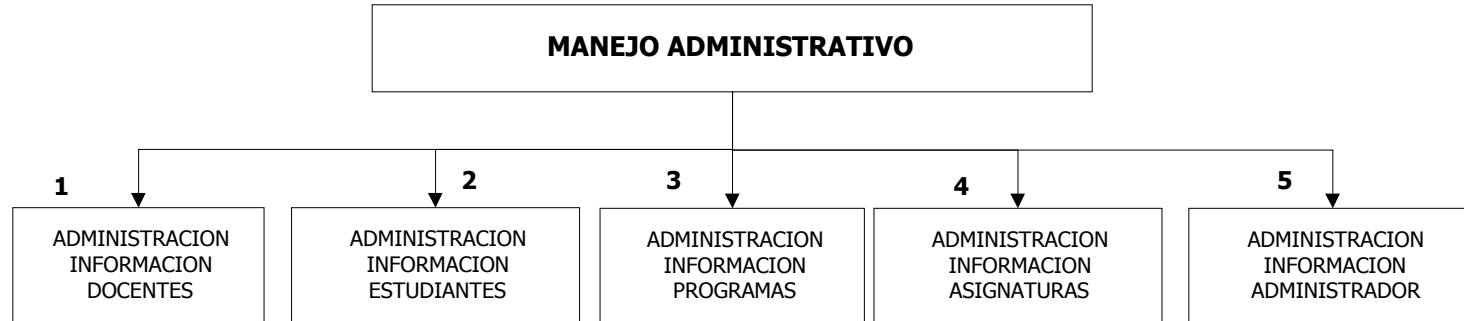 MANEJO ADMINISTRATIVO
1
2
3
4
5
ADMINISTRACION
INFORMACION
DOCENTES
ADMINISTRACION
INFORMACION
ESTUDIANTES
ADMINISTRACION
INFORMACION
PROGRAMAS
ADMINISTRACION
INFORMACION
ASIGNATURAS
ADMINISTRACION
INFORMACION
ADMINISTRADOR